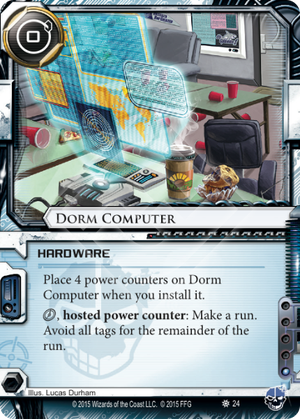 0
DORM COMPUTER
HARDWARE
Place 4 power counters on Dorm
Computer when you install it.
, hosted power counter: Make a run.
Avoid all tags for the remainder of the
run.
Illus. Lucas Durham
© 2015 Wizards of the Coast LLC. © 2015 FFG
24